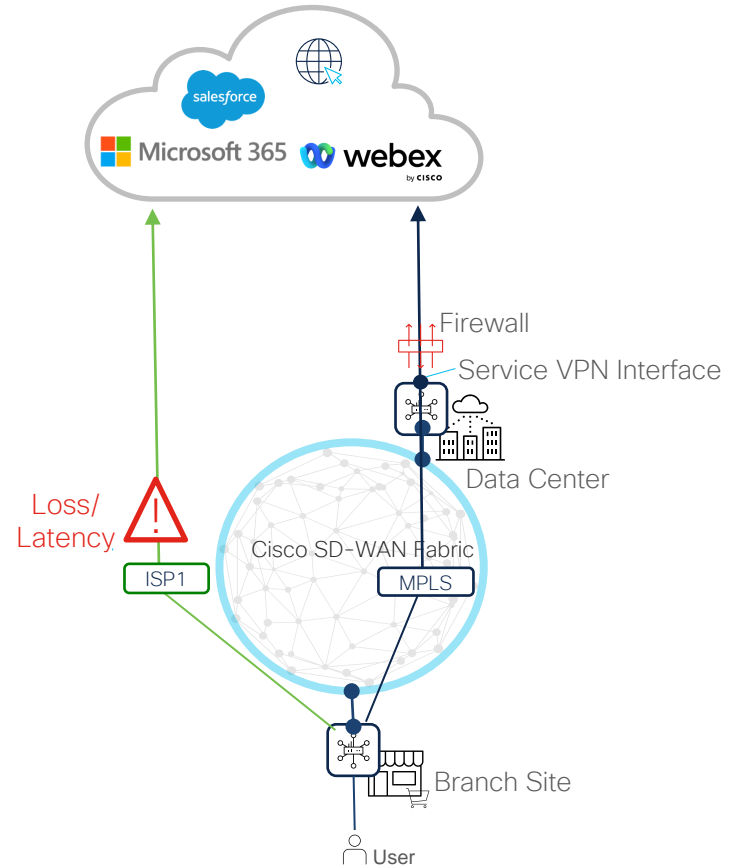 salesforce
Microsoft 365
webex
by CISCO
Firewall
Service VPN Interface
Data Center
Loss/
Latency
Cisco SD-WAN Fabric
ISP1
MPLS
Branch Site
User